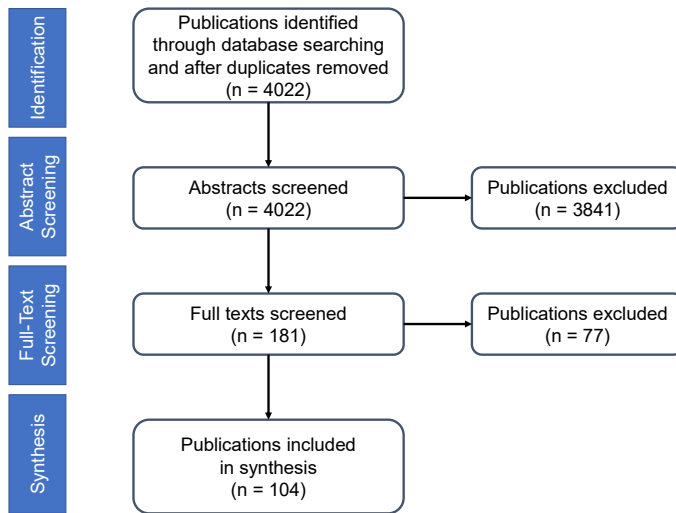 Identification
Publications identified
through database searching
and after duplicates removed
(n = 4022)
Abstract
Screening
Abstracts screened
(n = 4022)
Publications excluded
(n = 3841)
Full-Text
Screening
Full texts screened
(n = 181)
Publications excluded
(n = 77)
Synthesis
Publications included
in synthesis
(n = 104)